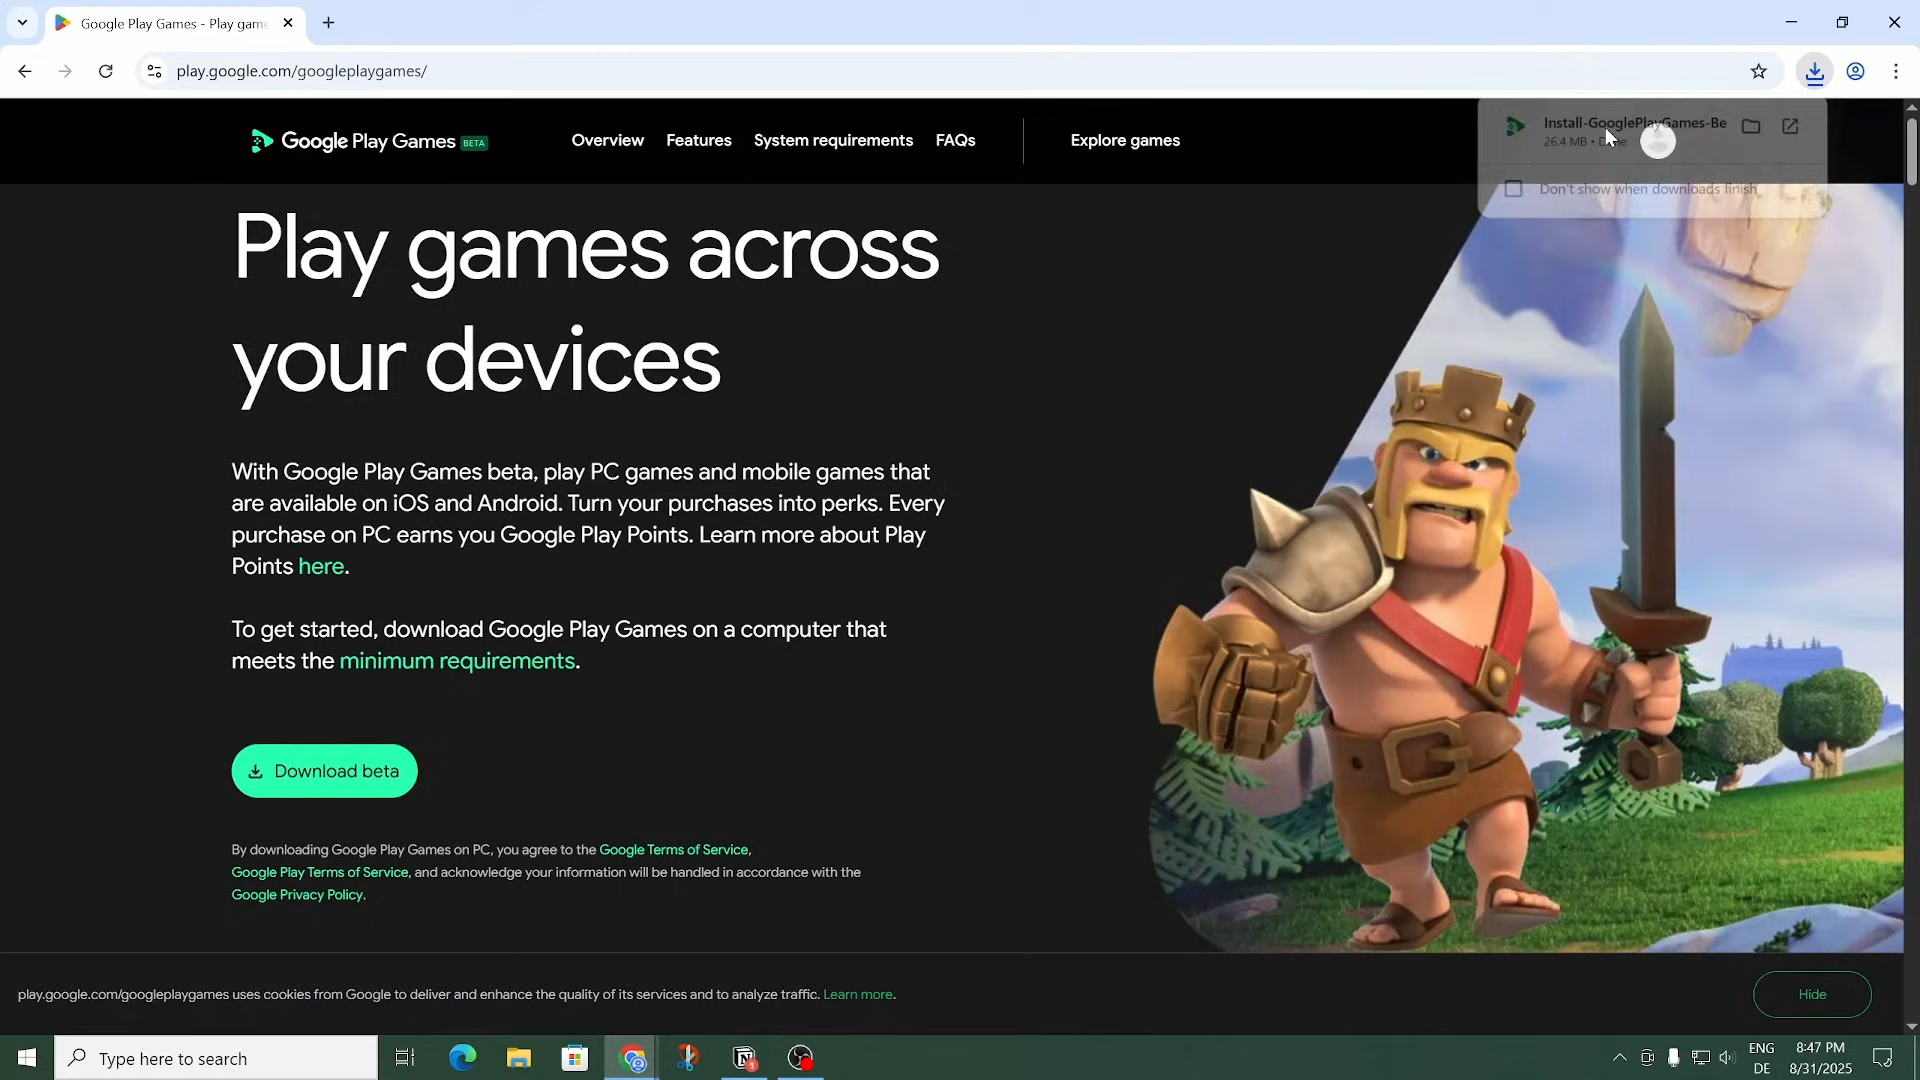 Google Play Games - Play game
play.google.com/googleplaygames/
Google Play Games BETA
Overview Features System requirements FAQs Explore games
Install-GooglePlayGames-Be
26.4 MB • Done
Don't show when downloads finish
Play games across
your devices
With Google Play Games beta, play PC games and mobile games that
are available on iOS and Android. Turn your purchases into perks. Every
purchase on PC earns you Google Play Points. Learn more about Play
Points here.
To get started, download Google Play Games on a computer that
meets the minimum requirements.
Download beta
By downloading Google Play Games on PC, you agree to the Google Terms of Service,
Google Play Terms of Service, and acknowledge your information will be handled in accordance with the
Google Privacy Policy.
play.google.com/googleplaygames uses cookies from Google to deliver and enhance the quality of its services and to analyze traffic. Learn more.
Hide
Type here to search
ENG
DE
8:47 PM
8/31/2025